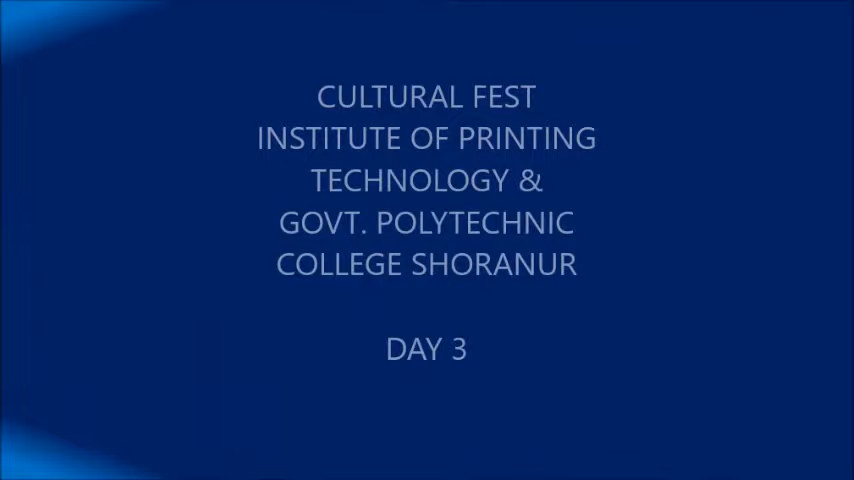 CULTURAL FEST
INSTITUTE OF PRINTING
TECHNOLOGY &
GOVT. POLYTECHNIC
COLLEGE SHORANUR
DAY 3